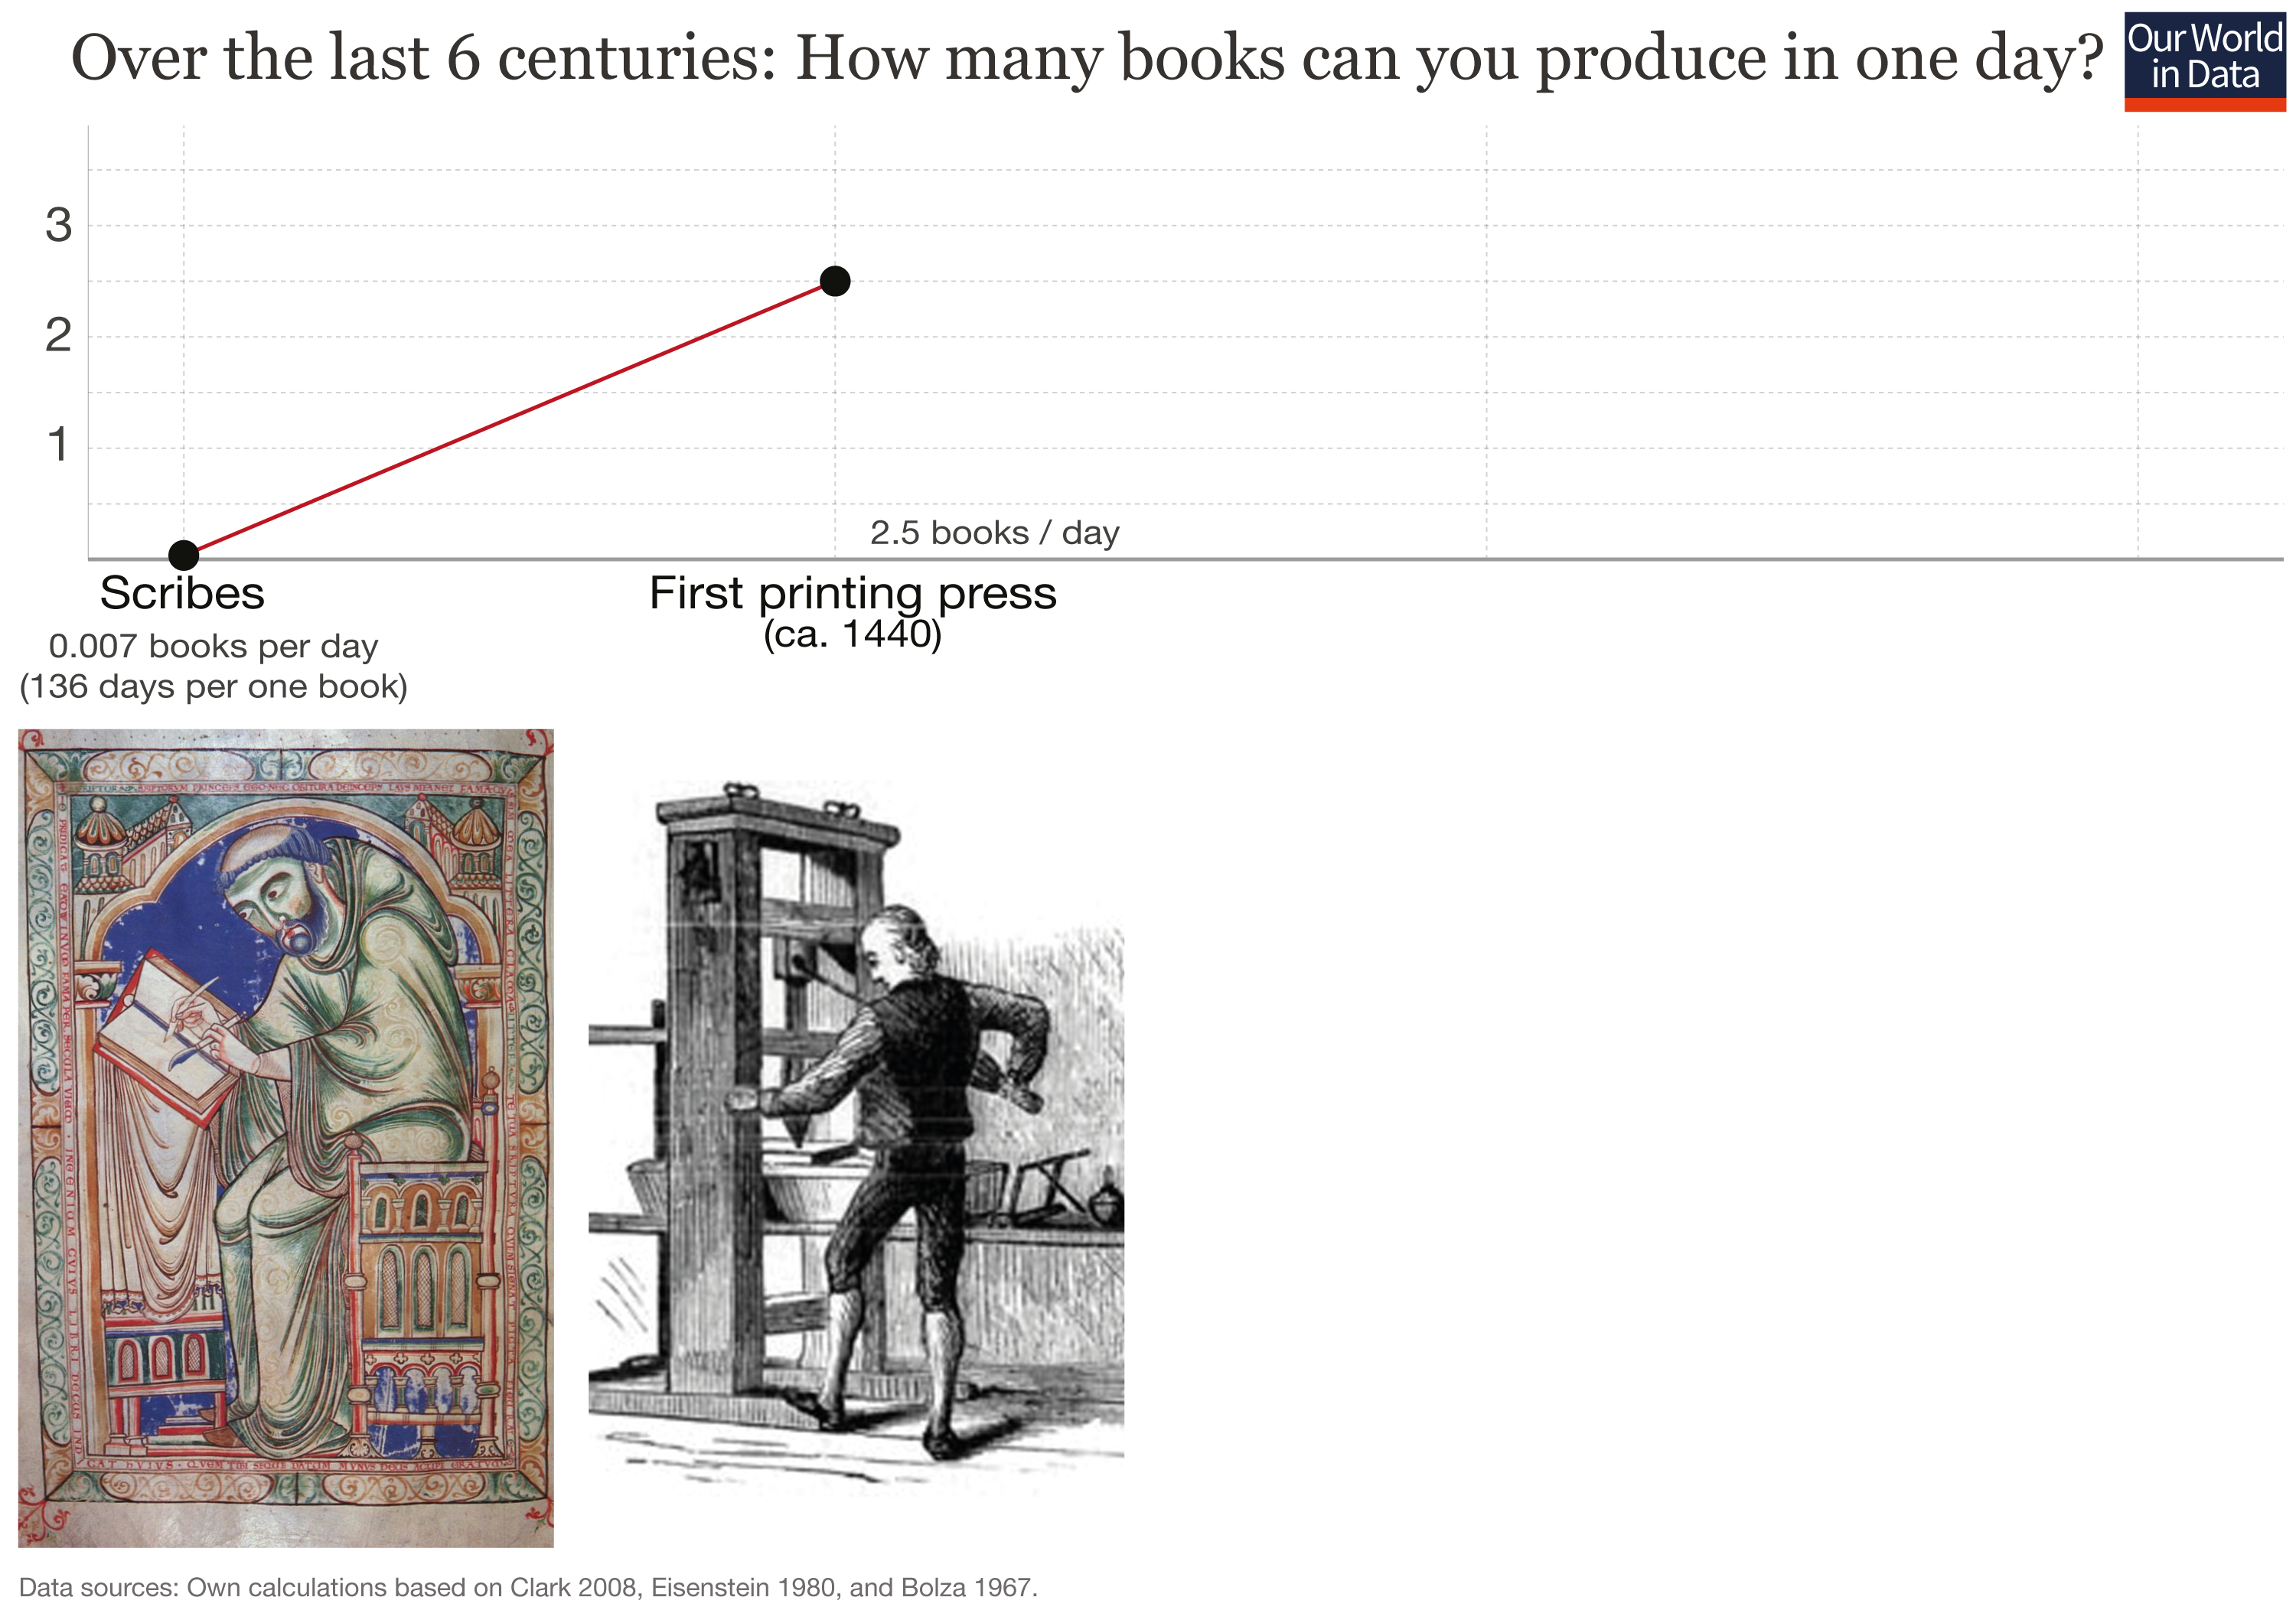 Over the last 6 centuries: How many books can you produce in one day?
Our World
in Data
3
2
1
2.5 books / day
Scribes
First printing press
(ca. 1440)
0.007 books per day
(136 days per one book)
Data sources: Own calculations based on Clark 2008, Eisenstein 1980, and Bolza 1967.